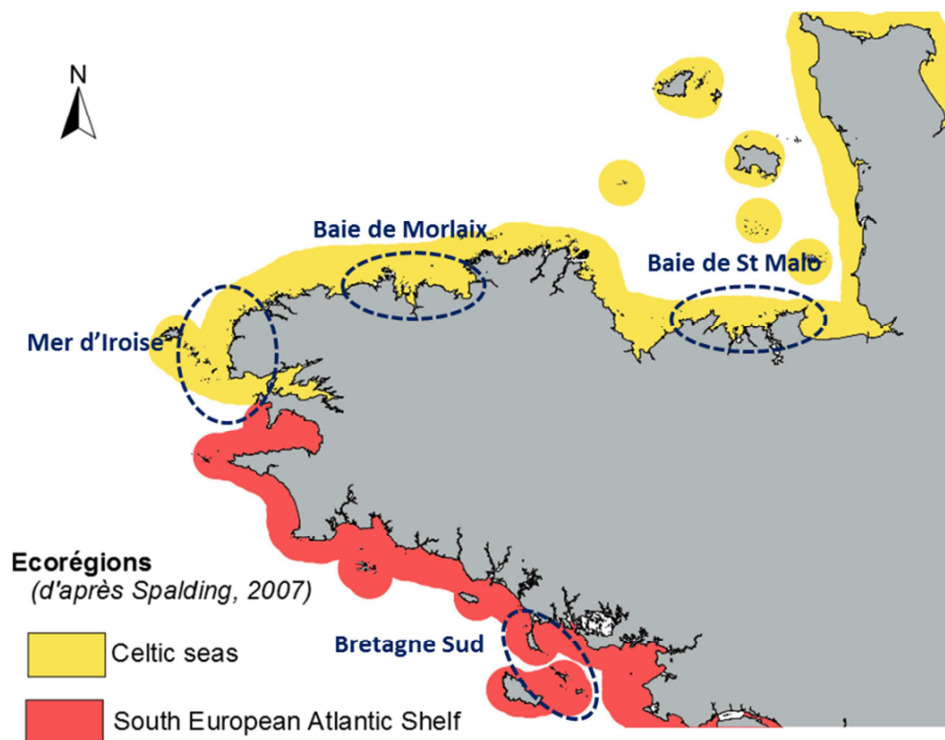 N
Baie de Morlaix
Baie de St Malo
Mer d'Iroise
Ecorégions
(d'après Spalding, 2007)
Bretagne Sud
Celtic seas
South European Atlantic Shelf